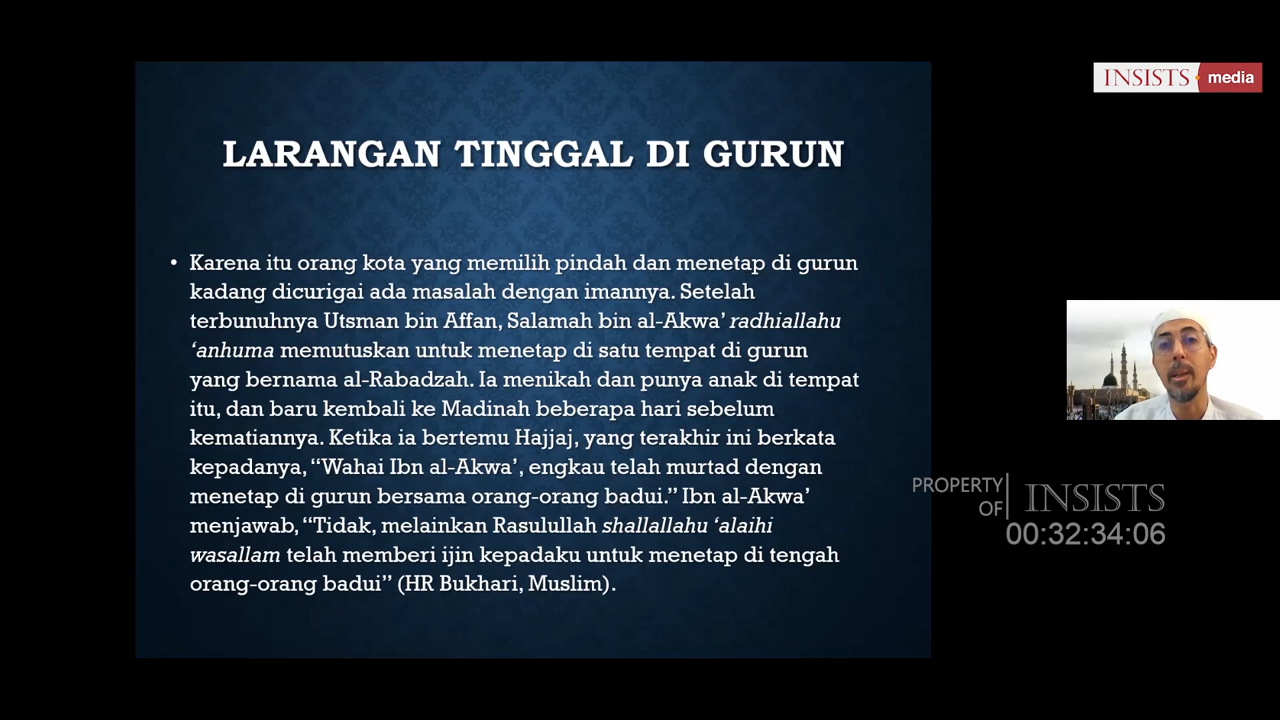 INSISTS media
LARANGAN TINGGAL DI GURUN
• Karena itu orang kota yang memilih pindah dan menetap di gurun
kadang dicurigai ada masalah dengan imannya. Setelah
terbunuhnya Utsman bin Affan, Salamah bin al-Akwa’ radhiallahu
‘anhuma memutuskan untuk menetap di satu tempat di gurun
yang bernama al-Rabadzah. Ia menikah dan punya anak di tempat
itu, dan baru kembali ke Madinah beberapa hari sebelum
kematiannya. Ketika ia bertemu Hajjaj, yang terakhir ini berkata
kepadanya, “Wahai Ibn al-Akwa’, engkau telah murtad dengan
menetap di gurun bersama orang-orang badui.” Ibn al-Akwa’
menjawab, “Tidak, melainkan Rasulullah shallallahu ‘alaihi
wasallam telah memberi ijin kepadaku untuk menetap di tengah
orang-orang badui” (HR Bukhari, Muslim).
PROPERTY
OF
INSISTS
00:32:34:06